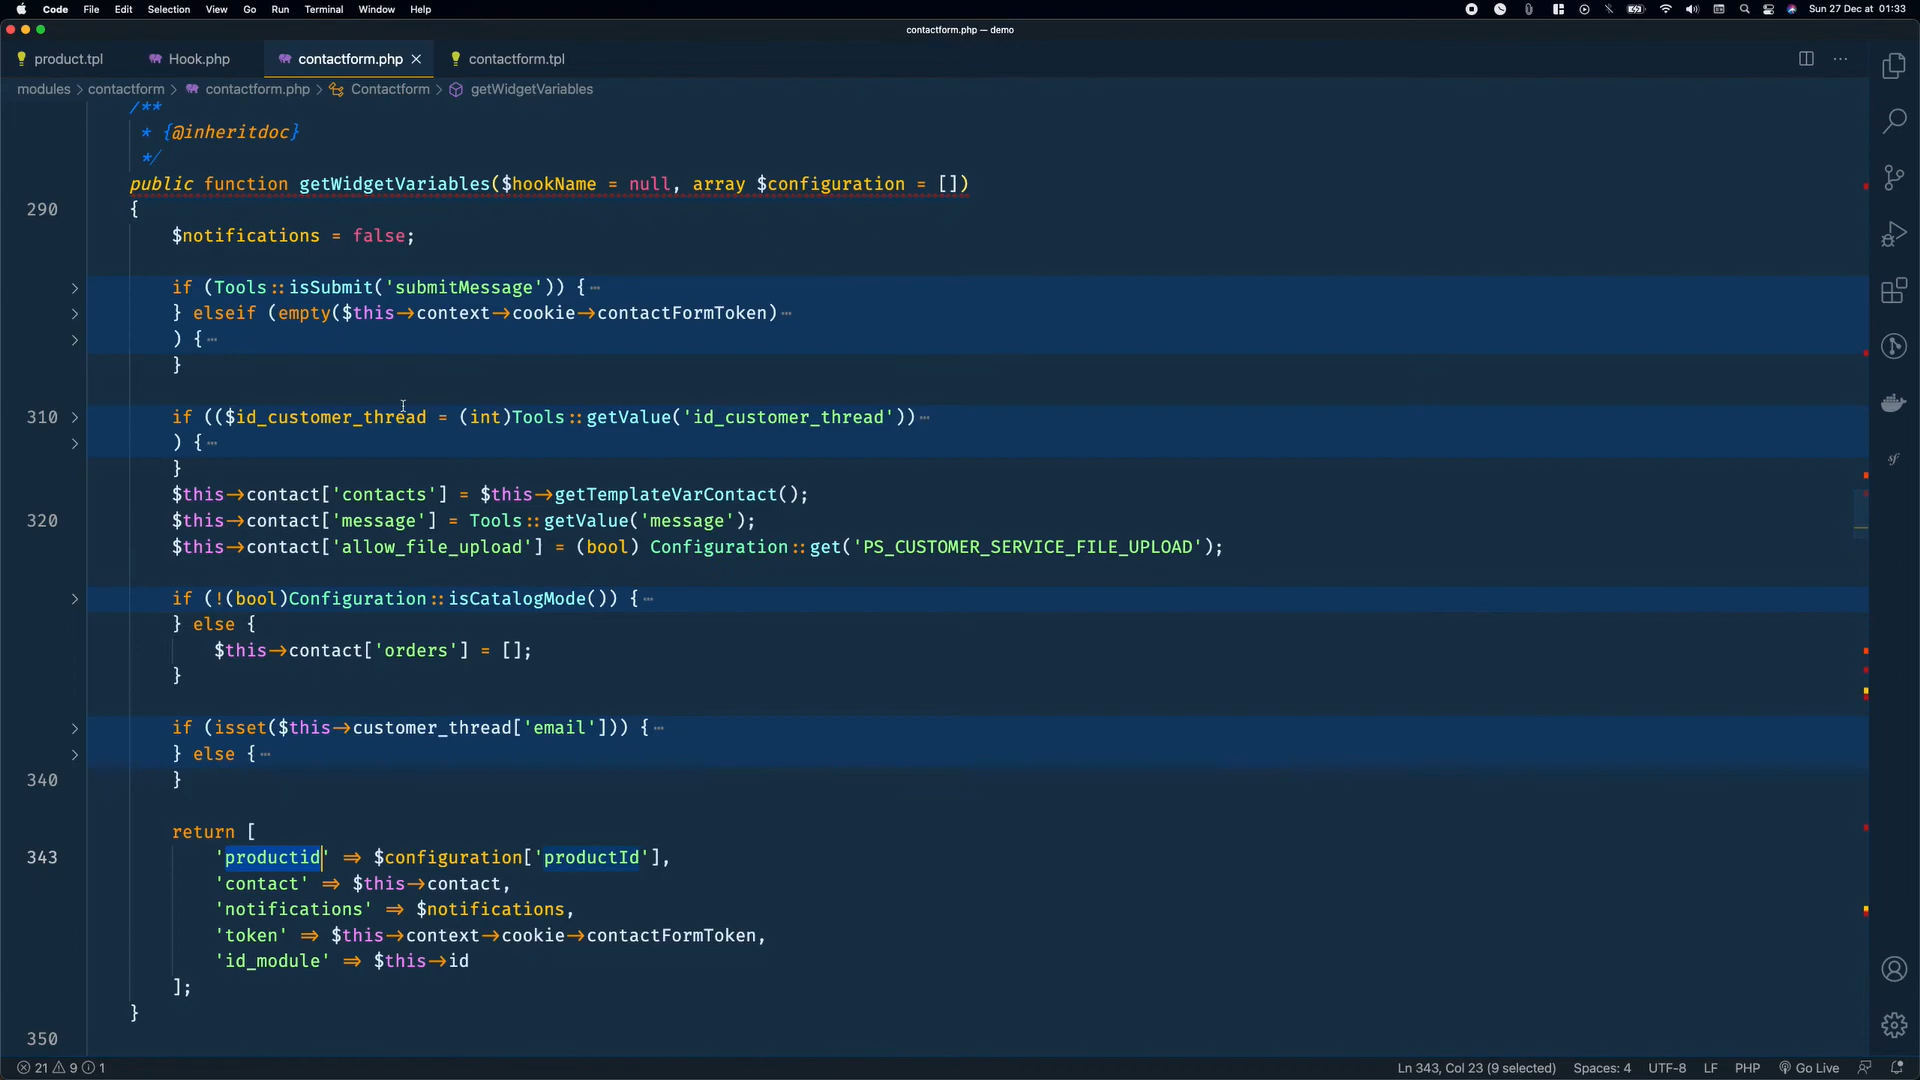 Code File Edit Selection View Go Run Terminal Window Help Sun 27 Dec at 01:33
contactform.php — demo
product.tpl Hook.php contactform.php contactform.tpl
modules > contactform > contactform.php > Contactform > getWidgetVariables
/**
* {@inheritdoc}
*/
public function getWidgetVariables($hookName = null, array $configuration = [])
290 {
$notifications = false;
if (Tools::isSubmit('submitMessage')) {
} elseif (empty($this->context->cookie->contactFormToken)
) {
}
310 if (($id_customer_thread = (int)Tools::getValue('id_customer_thread'))
) {
}
$this->contact['contacts'] = $this->getTemplateVarContact();
320 $this->contact['message'] = Tools::getValue('message');
$this->contact['allow_file_upload'] = (bool) Configuration::get('PS_CUSTOMER_SERVICE_FILE_UPLOAD');
if (!(bool)Configuration::isCatalogMode()) {
} else {
$this->contact['orders'] = [];
}
if (isset($this->customer_thread['email'])) {
} else {
340 }
return [
343 'productid' => $configuration['productId'],
'contact' => $this->contact,
'notifications' => $notifications,
'token' => $this->context->cookie->contactFormToken,
'id_module' => $this->id
];
}
350
21 9 1 Ln 343, Col 23 (9 selected) Spaces: 4 UTF-8 LF PHP Go Live